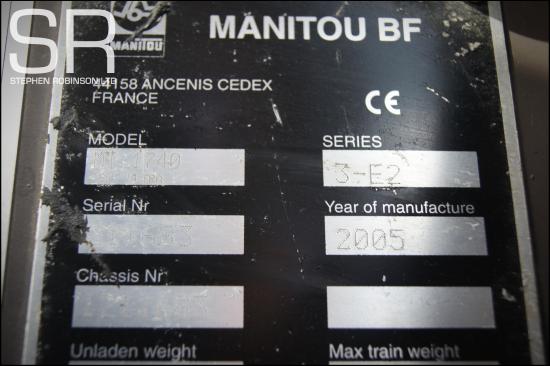 SR
STEPHEN ROBINSON LTD
MANITOU
MANITOU BF
44158 ANCENIS CEDEX
FRANCE
CE
MODEL
SERIES
1740
3-E2
Serial Nr
Year of manufacture
2005
Chassis Nr
Unladen weight
Max train weight